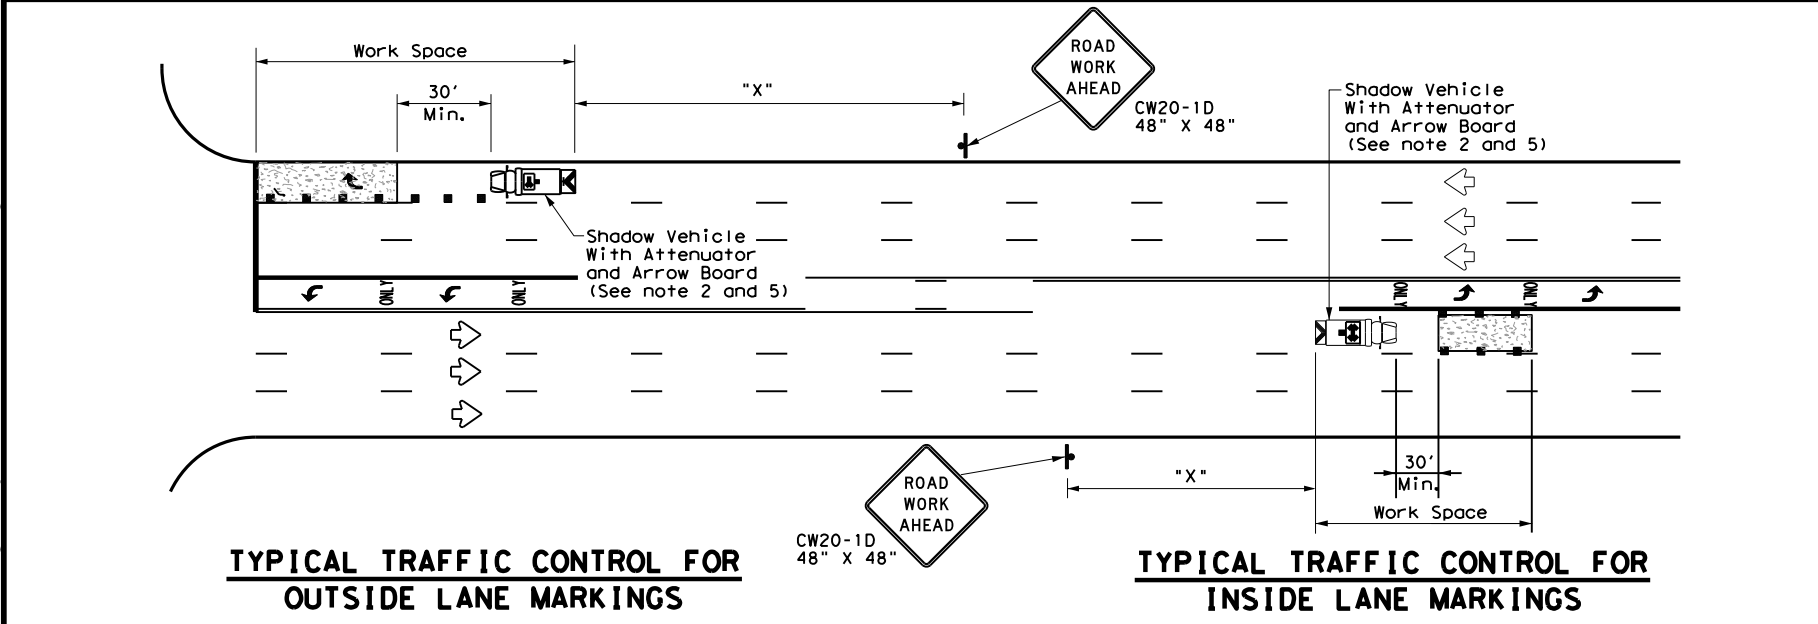 Work Space
30'
Min.
"X"
ROAD
WORK
AHEAD
CW20-1D
48" X 48"
Shadow Vehicle
With Attenuator
and Arrow Board
(See note 2 and 5)
Shadow Vehicle
With Attenuator
and Arrow Board
(See note 2 and 5)
ONLY
ONLY
ONLY
ONLY
ROAD
WORK
AHEAD
CW20-1D
48" X 48"
"X"
30'
Min.
Work Space
TYPICAL TRAFFIC CONTROL FOR
OUTSIDE LANE MARKINGS
TYPICAL TRAFFIC CONTROL FOR
INSIDE LANE MARKINGS